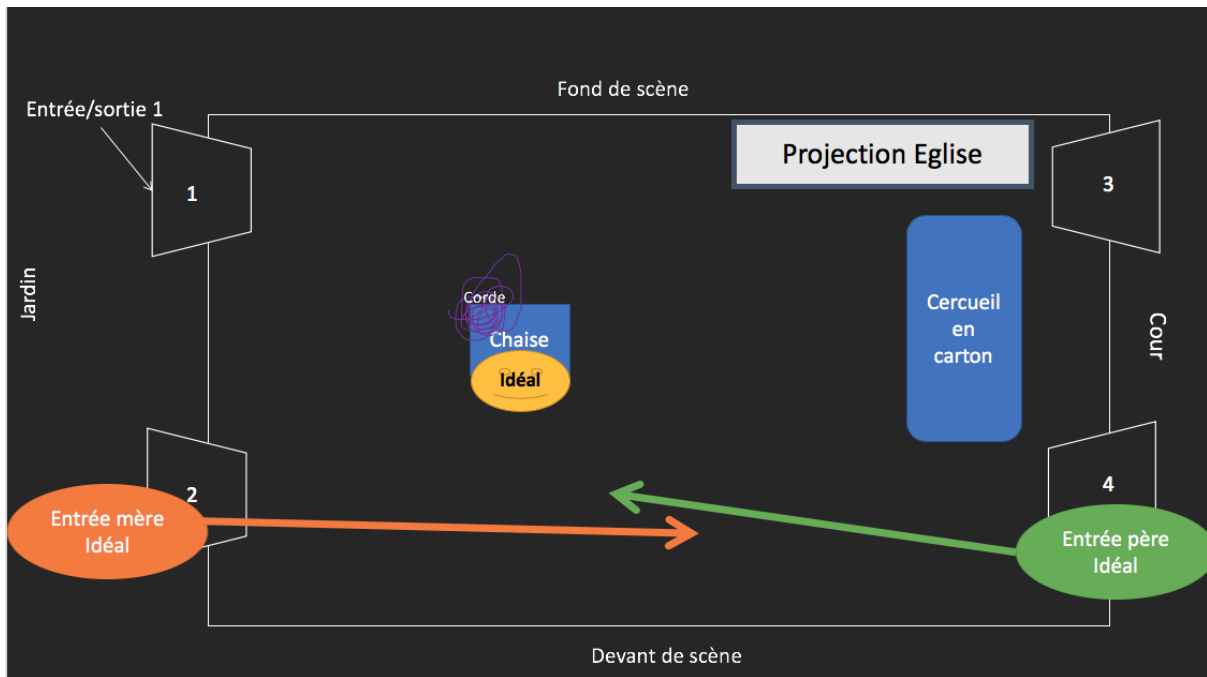 Fond de scène
Entrée/sortie 1
Projection Eglise
1
3
Jardin
Corde
Chaise
Idéal
Cercueil
en
carton
Cour
2
4
Entrée mère
Idéal
Entrée père
Idéal
Devant de scène